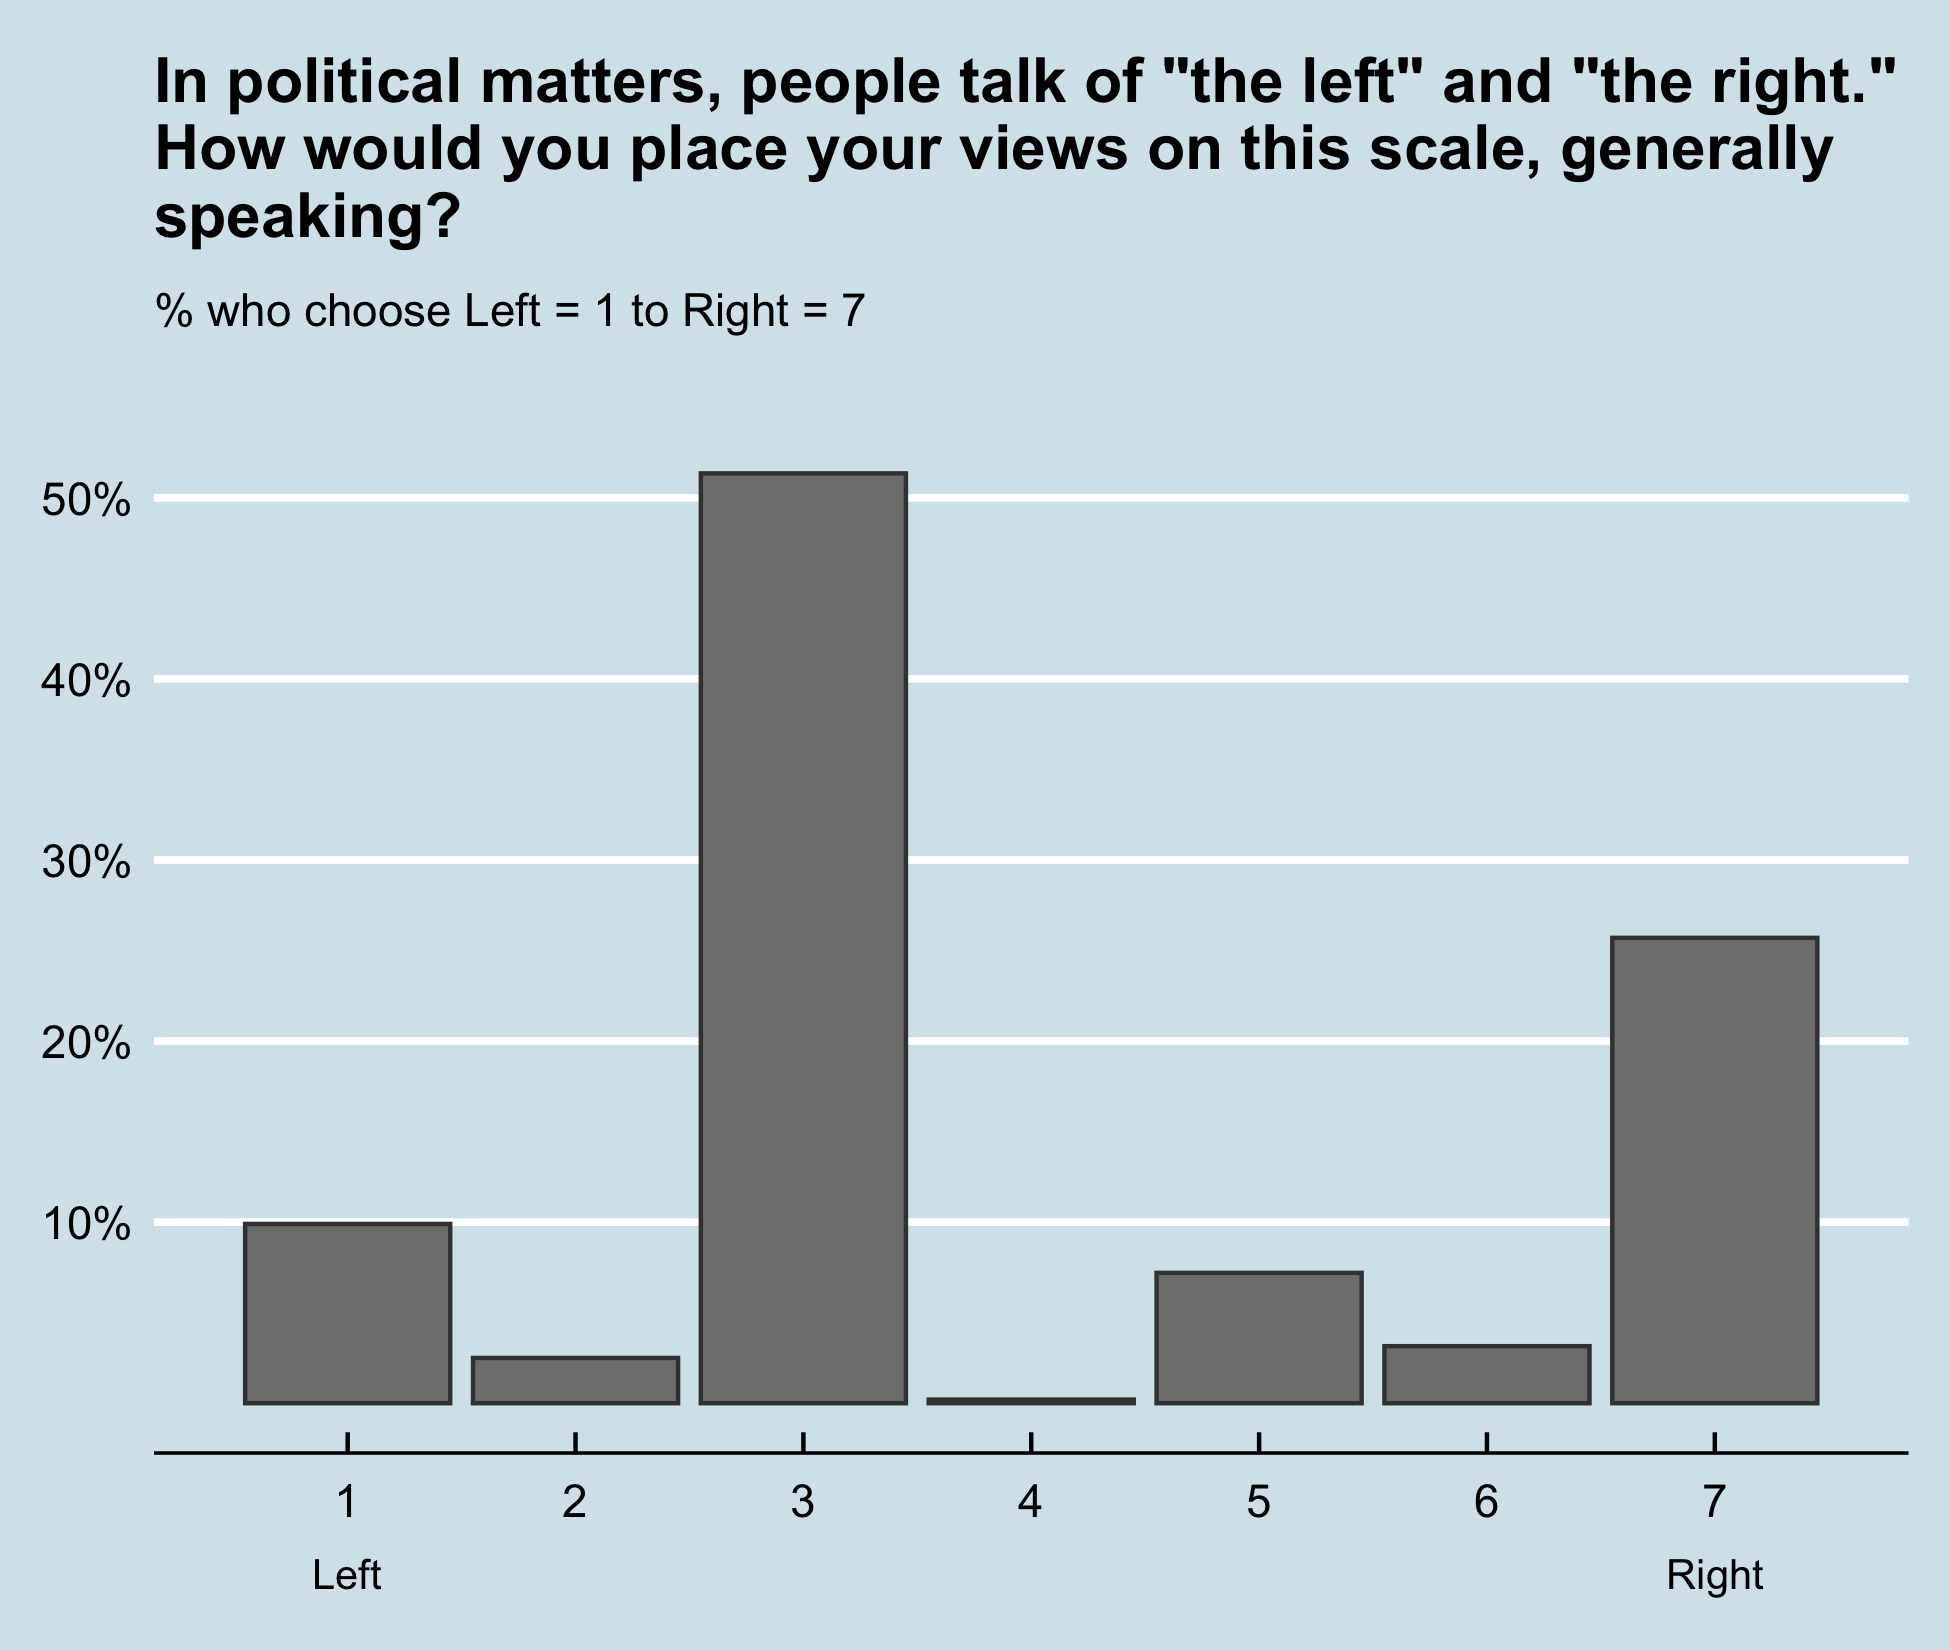 In political matters, people talk of "the left" and "the right."
How would you place your views on this scale, generally
speaking?
% who choose Left = 1 to Right = 7
50%
40%
30%
20%
10%
1 2 3 4 5 6 7
Left Right